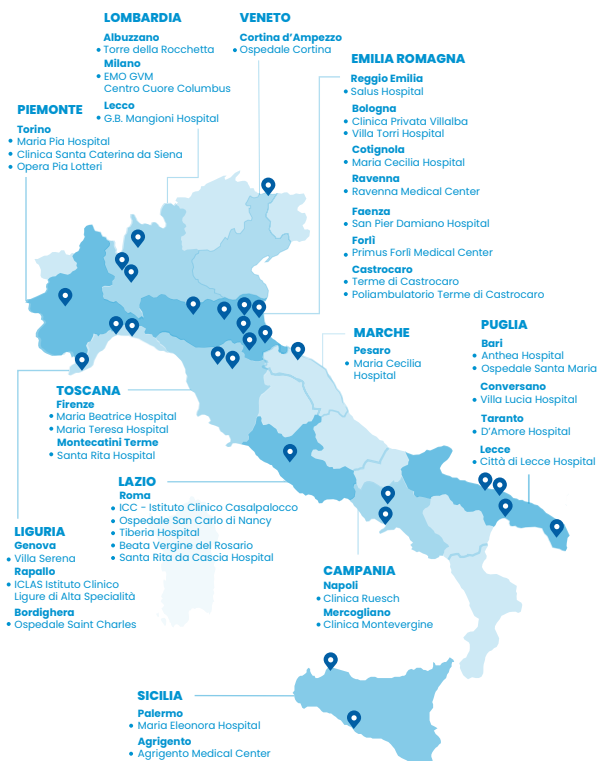 LOMBARDIA
Albuzzano
• Torre della Rocchetta
Milano
• EMO GVM
Centro Cuore Columbus
Lecco
• G.B. Mangioni Hospital
VENETO
Cortina d’Ampezzo
• Ospedale Cortina
EMILIA ROMAGNA
Reggio Emilia
• Salus Hospital
Bologna
• Clinica Privata Villalba
• Villa Torri Hospital
Cotignola
• Maria Cecilia Hospital
Ravenna
• Ravenna Medical Center
Faenza
• San Pier Damiano Hospital
Forlì
• Primus Forlì Medical Center
Castrocaro
• Terme di Castrocaro
• Poliambulatorio Terme di Castrocaro
PIEMONTE
Torino
• Maria Pia Hospital
• Clinica Santa Caterina da Siena
• Opera Pia Lotteri
MARCHE
Pesaro
• Maria Cecilia
Hospital
PUGLIA
Bari
• Anthea Hospital
• Ospedale Santa Maria
Conversano
• Villa Lucia Hospital
Taranto
• D’Amore Hospital
Lecce
• Città di Lecce Hospital
TOSCANA
Firenze
• Maria Beatrice Hospital
• Maria Teresa Hospital
Montecatini Terme
• Santa Rita Hospital
LAZIO
Roma
• ICC - Istituto Clinico Casalpalocco
• Ospedale San Carlo di Nancy
• Tiberia Hospital
• Beata Vergine del Rosario
• Santa Rita da Cascia Hospital
LIGURIA
Genova
• Villa Serena
Rapallo
• ICLAS Istituto Clinico
Ligure di Alta Specialità
Bordighera
• Ospedale Saint Charles
CAMPANIA
Napoli
• Clinica Ruesch
Mercogliano
• Clinica Montevergine
SICILIA
Palermo
• Maria Eleonora Hospital
Agrigento
• Agrigento Medical Center